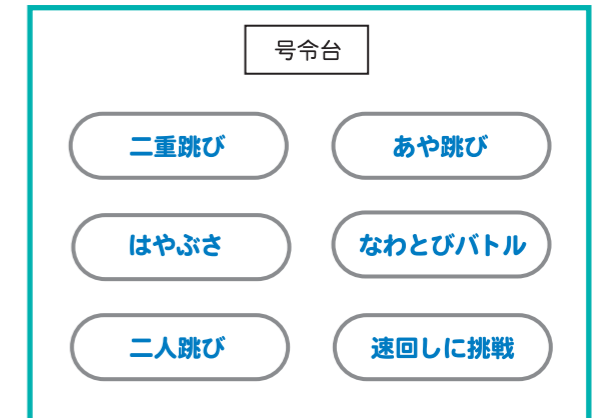 号令台
二重跳び
あや跳び
はやぶさ
なわとびバトル
二人跳び
速回しに挑戦